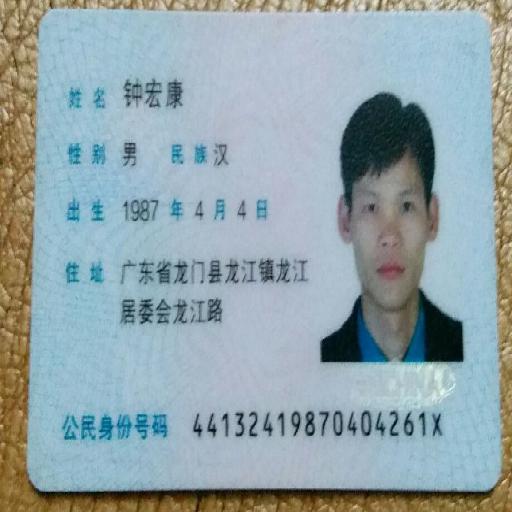 姓名 钟宏康
性别 男 民族 汉
出生 1987 年 4 月 4 日
住址 广东省龙门县龙江镇龙江
居委会龙江路
公民身份号码 44132419870404261X